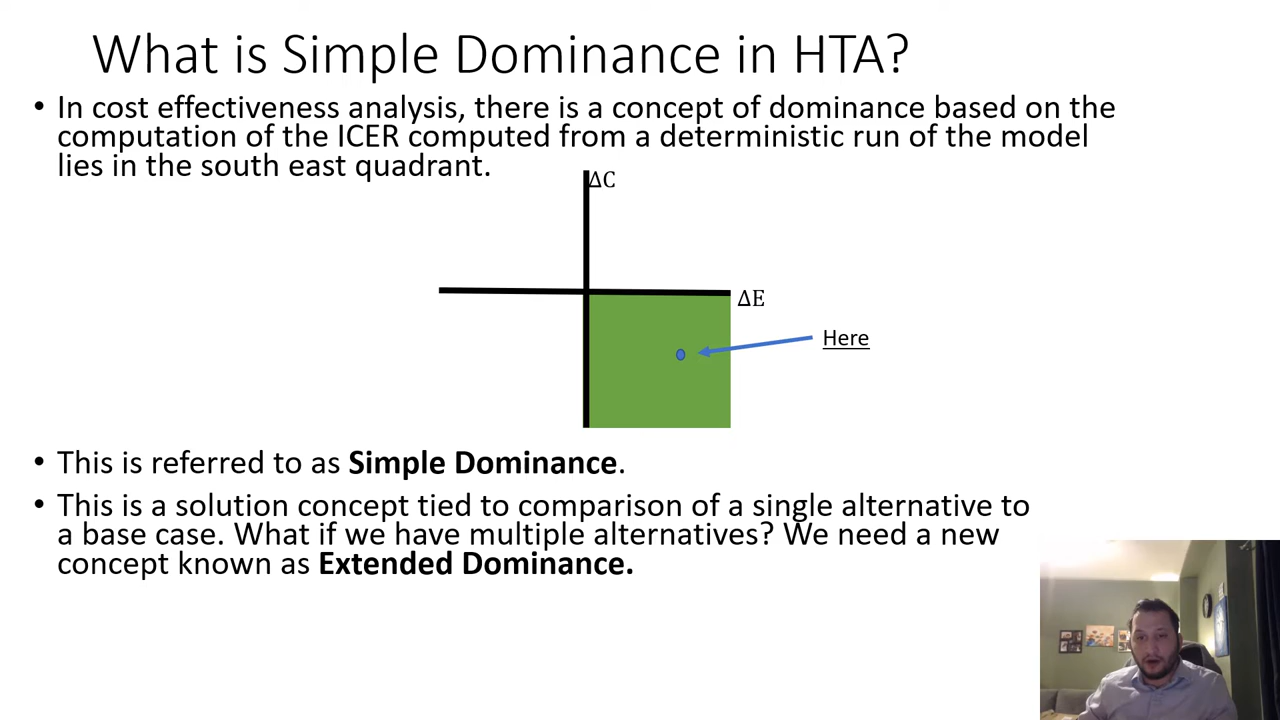 What is Simple Dominance in HTA?
• In cost effectiveness analysis, there is a concept of dominance based on the
computation of the ICER computed from a deterministic run of the model
lies in the south east quadrant.
ΔC
ΔE
Here
• This is referred to as Simple Dominance.
• This is a solution concept tied to comparison of a single alternative to
a base case. What if we have multiple alternatives? We need a new
concept known as Extended Dominance.